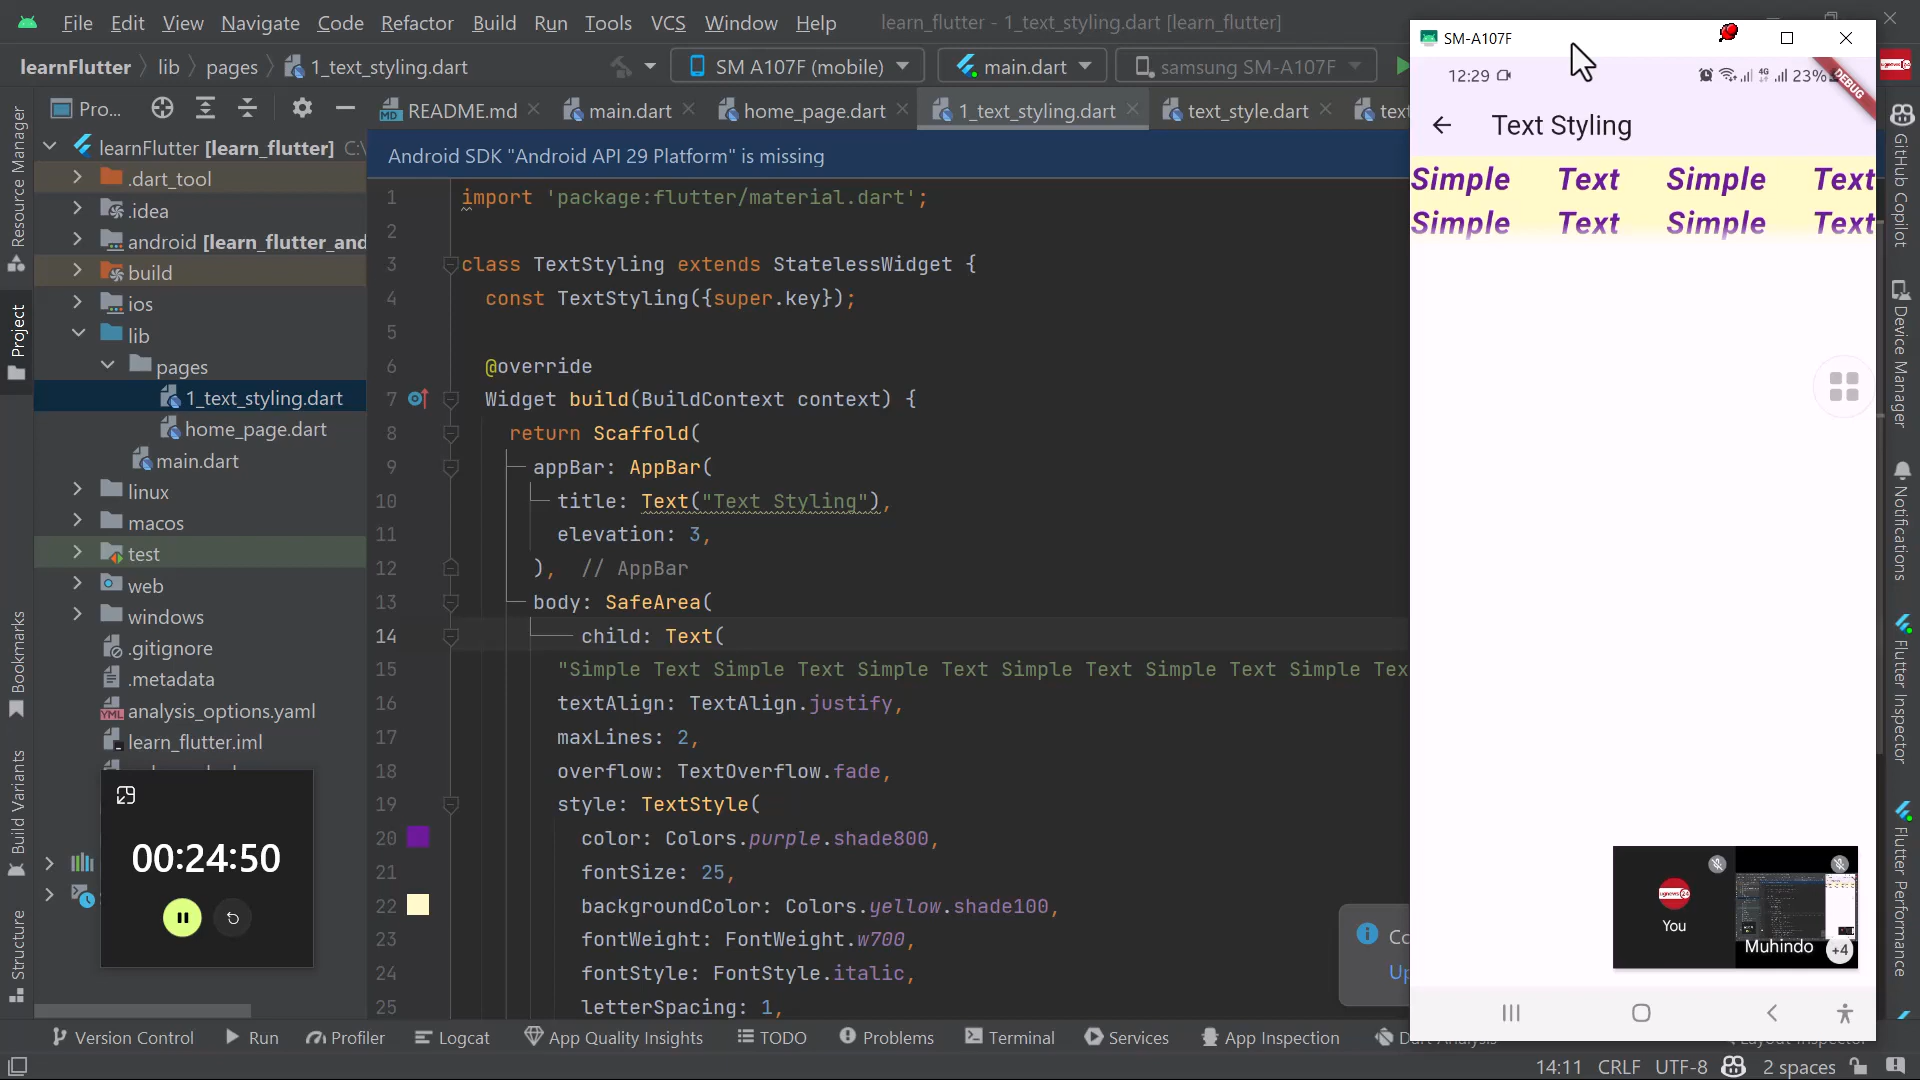 File Edit View Navigate Code Refactor Build Run Tools VCS Window Help learn_flutter - 1_text_styling.dart [learn_flutter]
learnFlutter lib pages 1_text_styling.dart SM A107F (mobile) main.dart samsung SM-A107F
Pro... README.md main.dart home_page.dart 1_text_styling.dart text_style.dart
Android SDK "Android API 29 Platform" is missing
Resource Manager
Project
Bookmarks
Build Variants
Structure
learnFlutter [learn_flutter]
.dart_tool
.idea
android [learn_flutter_and
build
ios
lib
pages
1_text_styling.dart
home_page.dart
main.dart
linux
macos
test
web
windows
.gitignore
.metadata
analysis_options.yaml
learn_flutter.iml
00:24:50
1 import 'package:flutter/material.dart';
2
3 class TextStyling extends StatelessWidget {
4 const TextStyling({super.key});
5
6 @override
7 Widget build(BuildContext context) {
8 return Scaffold(
9 appBar: AppBar(
10 title: Text("Text Styling"),
11 elevation: 3,
12 ), // AppBar
13 body: SafeArea(
14 child: Text(
15 "Simple Text Simple Text Simple Text Simple Text Simple Text Simple Tex
16 textAlign: TextAlign.justify,
17 maxLines: 2,
18 overflow: TextOverflow.fade,
19 style: TextStyle(
20 color: Colors.purple.shade800,
21 fontSize: 25,
22 backgroundColor: Colors.yellow.shade100,
23 fontWeight: FontWeight.w700,
24 fontStyle: FontStyle.italic,
25 letterSpacing: 1,
SM-A107F
12:29 4G 23%
DEBUG
Text Styling
Simple Text Simple Text
Simple Text Simple Text
You
Muhindo
+4
GitHub Copilot
Device Manager
Notifications
Flutter Inspector
Flutter Performance
Version Control Run Profiler Logcat App Quality Insights TODO Problems Terminal Services App Inspection
14:11 CRLF UTF-8 2 spaces